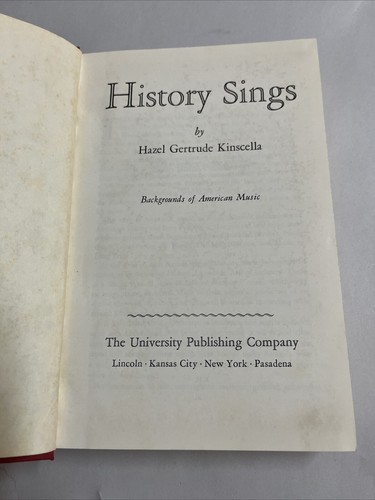 History Sings
by
Hazel Gertrude Kinscella
Backgrounds of American Music
The University Publishing Company
Lincoln · Kansas City · New York · Pasadena